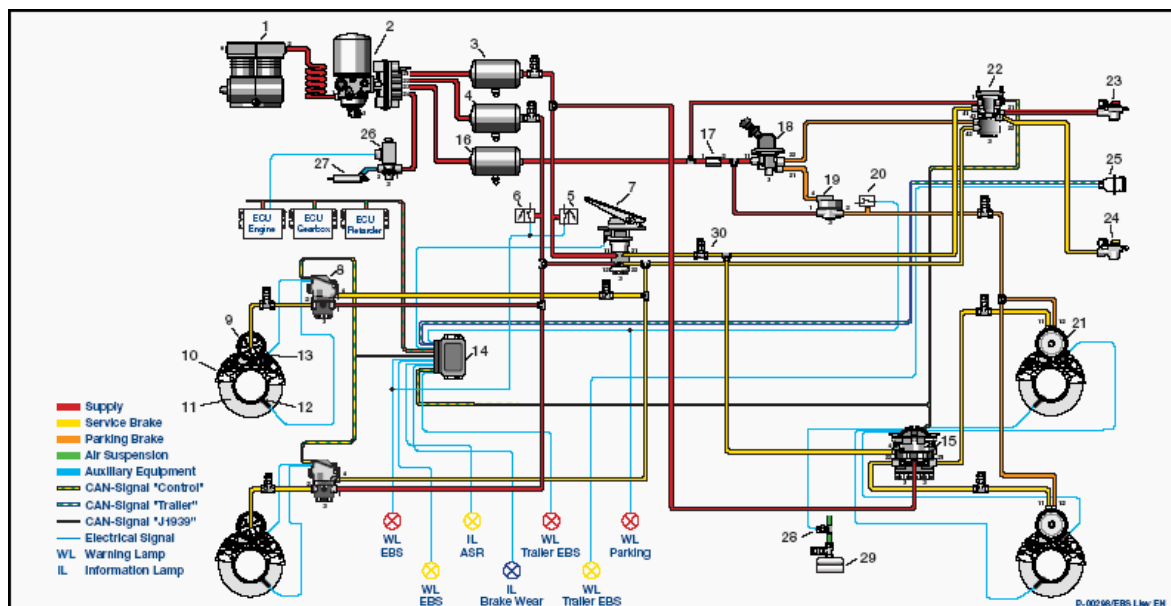 1
2
3
4
16
5
6
7
8
9
10
11
12
13
14
15
17
18
19
20
21
22
23
24
25
26
27
28
29
30
ECU
Engine
ECU
Gearbox
ECU
Retarder
Supply
Service Brake
Parking Brake
Air Suspension
Auxiliary Equipment
CAN-Signal "Control"
CAN-Signal "Trailer"
CAN-Signal "J1939"
Electrical Signal
WL Warning Lamp
IL Information Lamp
WL
EBS
IL
ASR
WL
Trailer EBS
WL
Parking
WL
EBS
IL
Brake Wear
WL
Trailer EBS